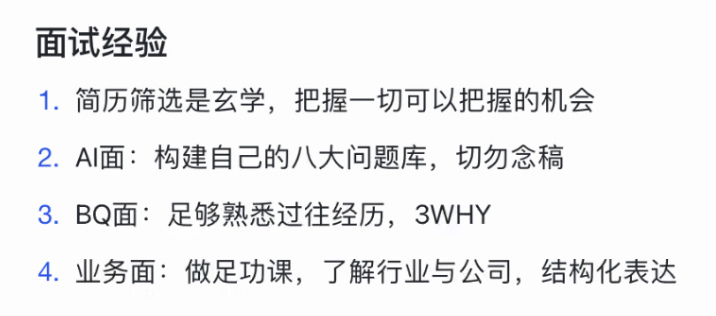 面试经验
1. 简历筛选是玄学，把握一切可以把握的机会
2. AI面：构建自己的八大问题库，切勿念稿
3. BQ面：足够熟悉过往经历，3WHY
4. 业务面：做足功课，了解行业与公司，结构化表达